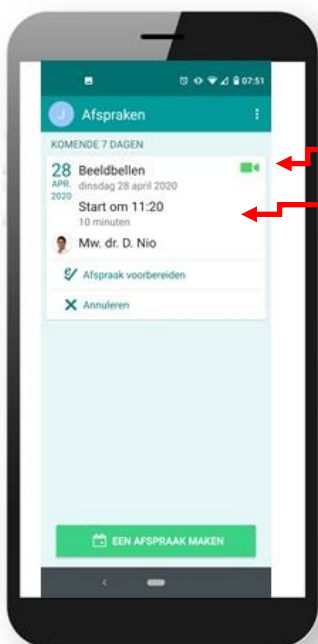 07:51
J Afspraken
KOMENDE 7 DAGEN
28 Beeldbellen
APR. dinsdag 28 april 2020
2020
Start om 11:20
10 minuten
Mw. dr. D. Nio
Afspraak voorbereiden
Annuleren
EEN AFSPRAAK MAKEN